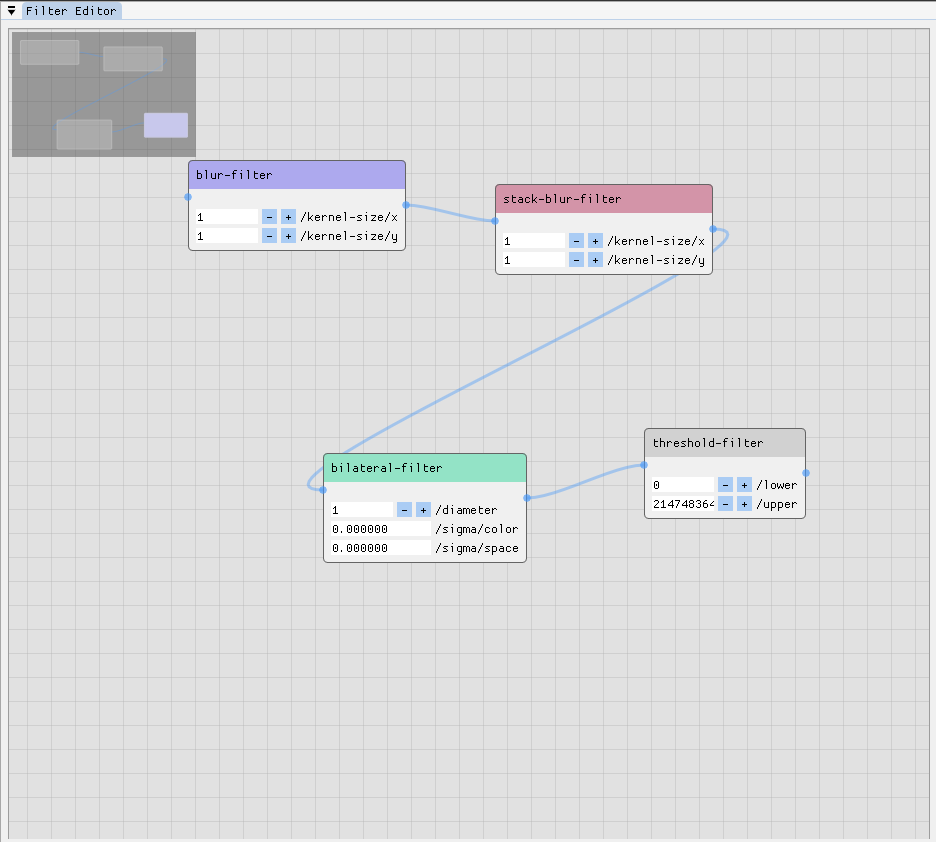 Filter Editor
blur-filter
1 - + /kernel-size/x
1 - + /kernel-size/y
stack-blur-filter
1 - + /kernel-size/x
1 - + /kernel-size/y
bilateral-filter
1 - + /diameter
0.000000 /sigma/color
0.000000 /sigma/space
threshold-filter
0 - + /lower
214748364 - + /upper